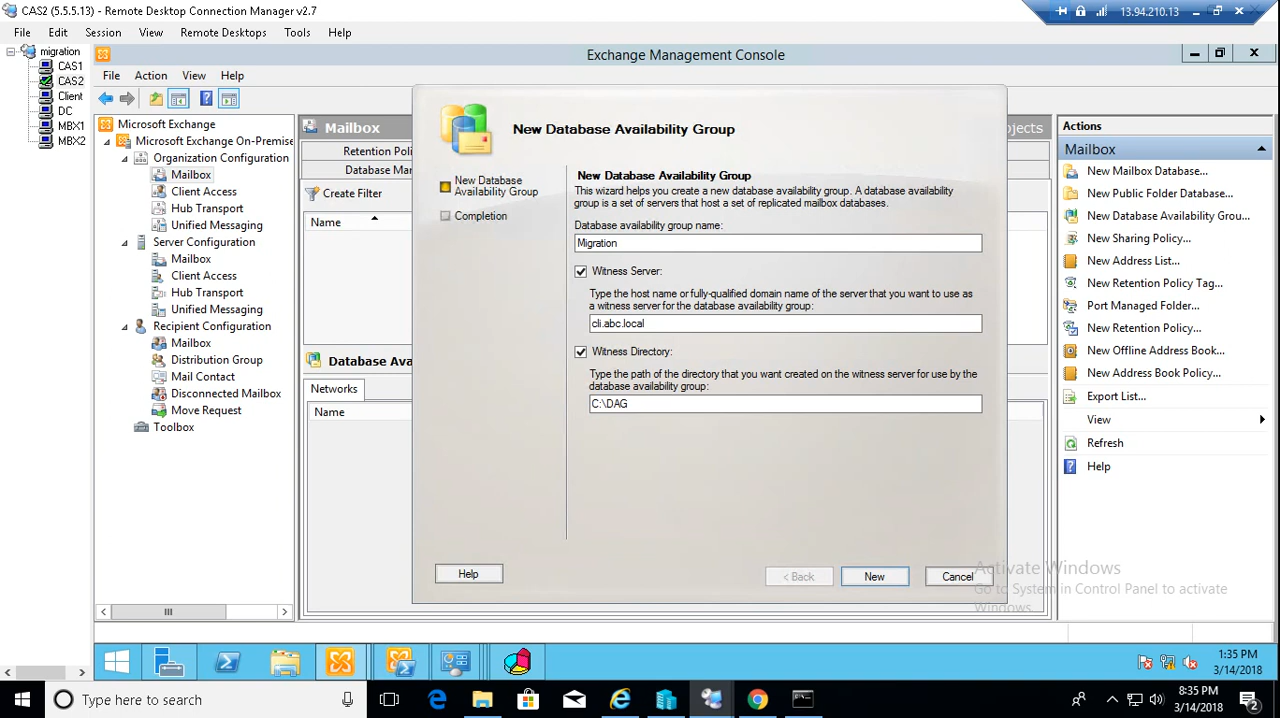 CAS2 (5.5.5.13) - Remote Desktop Connection Manager v2.7
13.94.210.13
File Edit Session View Remote Desktops Tools Help
migration
CAS1
CAS2
Client
DC
MBX1
MBX2
Exchange Management Console
File Action View Help
Microsoft Exchange
Microsoft Exchange On-Premise
Organization Configuration
Mailbox
Client Access
Hub Transport
Unified Messaging
Server Configuration
Mailbox
Client Access
Hub Transport
Unified Messaging
Recipient Configuration
Mailbox
Distribution Group
Mail Contact
Disconnected Mailbox
Move Request
Toolbox
Mailbox
ojects
Retention Poli
Database Mar
Create Filter
Name
Database Ava
Networks
Name
New Database Availability Group
New Database
Availability Group
Completion
New Database Availability Group
This wizard helps you create a new database availability group. A database availability
group is a set of servers that host a set of replicated mailbox databases.
Database availability group name:
Migration
Witness Server:
Type the host name or fully-qualified domain name of the server that you want to use as
a witness server for the database availability group:
cli.abc.local
Witness Directory:
Type the path of the directory that you want created on the witness server for use by the
database availability group:
C:\DAG
Help
< Back
New
Cancel
Actions
Mailbox
New Mailbox Database...
New Public Folder Database...
New Database Availability Grou...
New Sharing Policy...
New Address List...
New Retention Policy Tag...
Port Managed Folder...
New Retention Policy...
New Offline Address Book...
New Address Book Policy...
Export List...
View
Refresh
Help
Activate Windows
Go to System in Control Panel to activate
Windows.
1:35 PM
3/14/2018
Type here to search
8:35 PM
3/14/2018
2